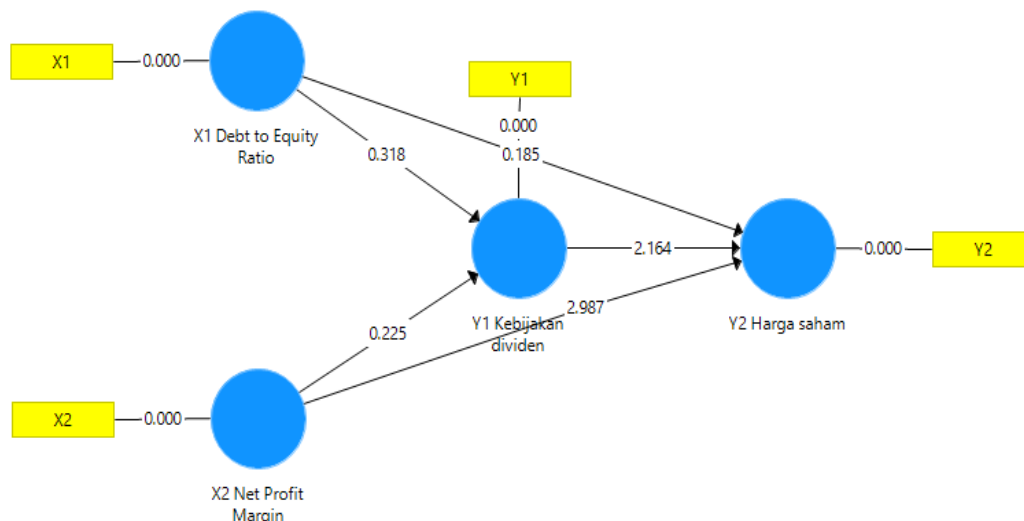 X1
0.000
X1 Debt to Equity
Ratio
Y1
0.000
0.185
0.318
2.164
0.000
Y2
2.987
0.225
Y1 Kebijakan
dividen
Y2 Harga saham
X2
0.000
X2 Net Profit
Margin